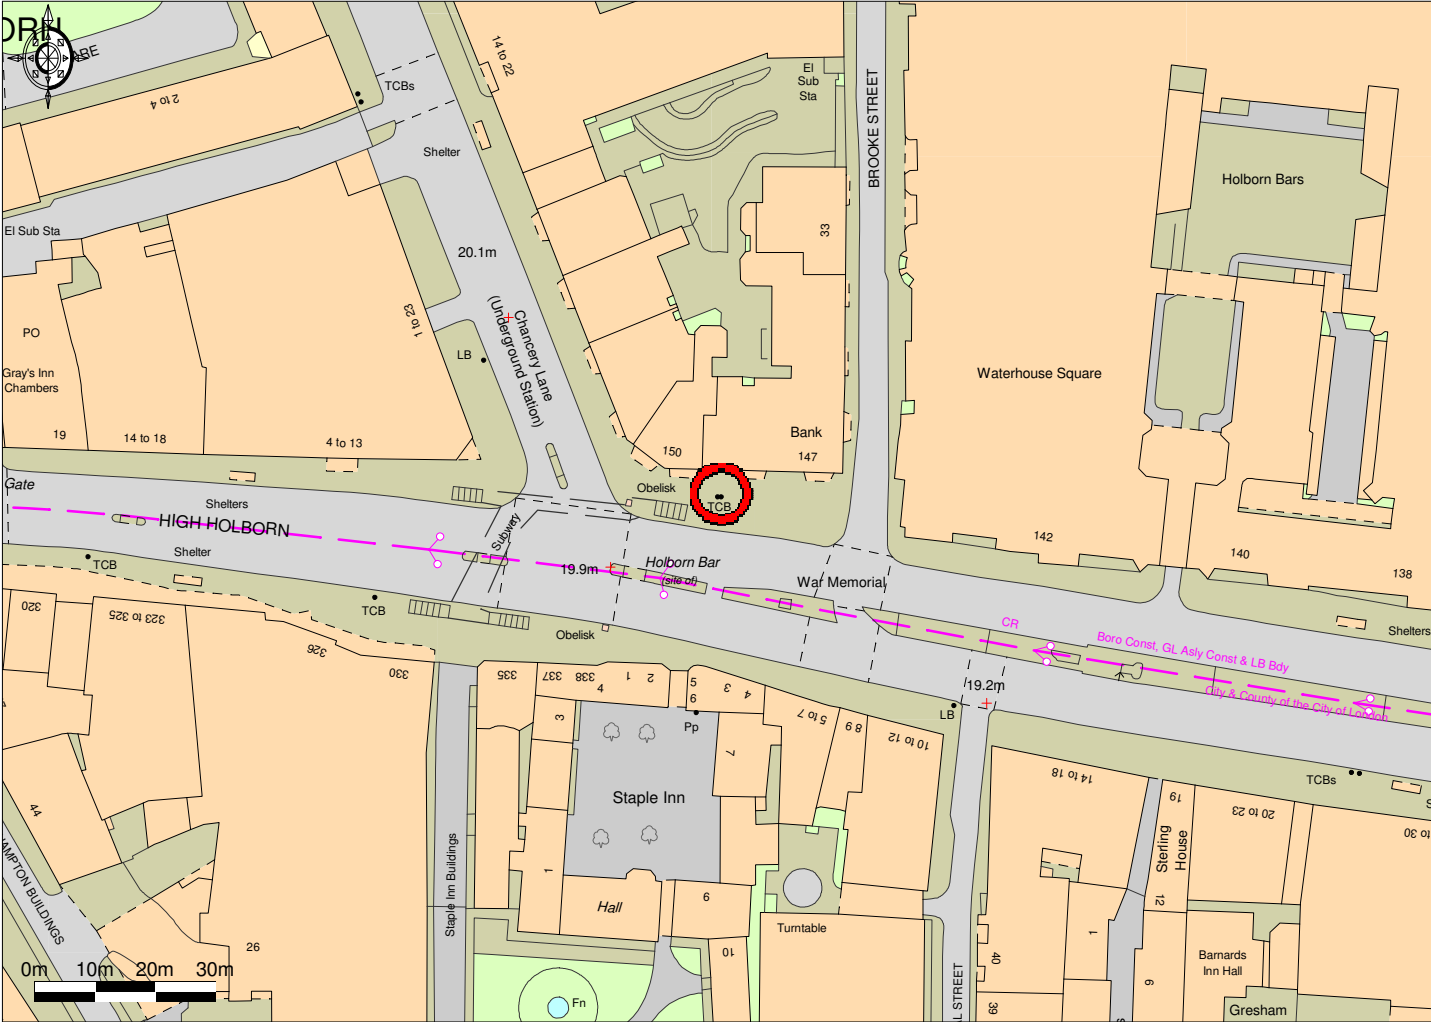 ORN
ARE
2 to 4
TCBs
14 to 22
Shelter
El
Sub
Sta
BROOKE STREET
Holborn Bars
El Sub Sta
20.1m
33
Chancery Lane
(Underground Station)
1 to 23
PO
LB
Gray's Inn
Chambers
Waterhouse Square
19
14 to 18
4 to 13
150
Bank
147
Gate
Obelisk
TCB
Shelters
HIGH HOLBORN
Subway
Shelter
TCB
Holborn Bar
(site of)
19.9m
War Memorial
142
140
138
TCB
Obelisk
CR
Boro Const, GL Asly Const & LB Bdy
Shelters
City & County of the City of London
320
323 to 325
326
330
335
337
338
4
1
2
5
6
3
4
19.2m
LB
Pp
3
7
5 to 7
8 9
10 to 12
14 to 18
TCBs
Staple Inn
44
19
20 to 23
30 to
Sterling
House
12
Staple Inn Buildings
1
Hall
6
Turntable
10
26
AMPTON BUILDINGS
40
39
1
6
Barnards
Inn Hall
Gresham
Fn
AL STREET
0m 10m 20m 30m